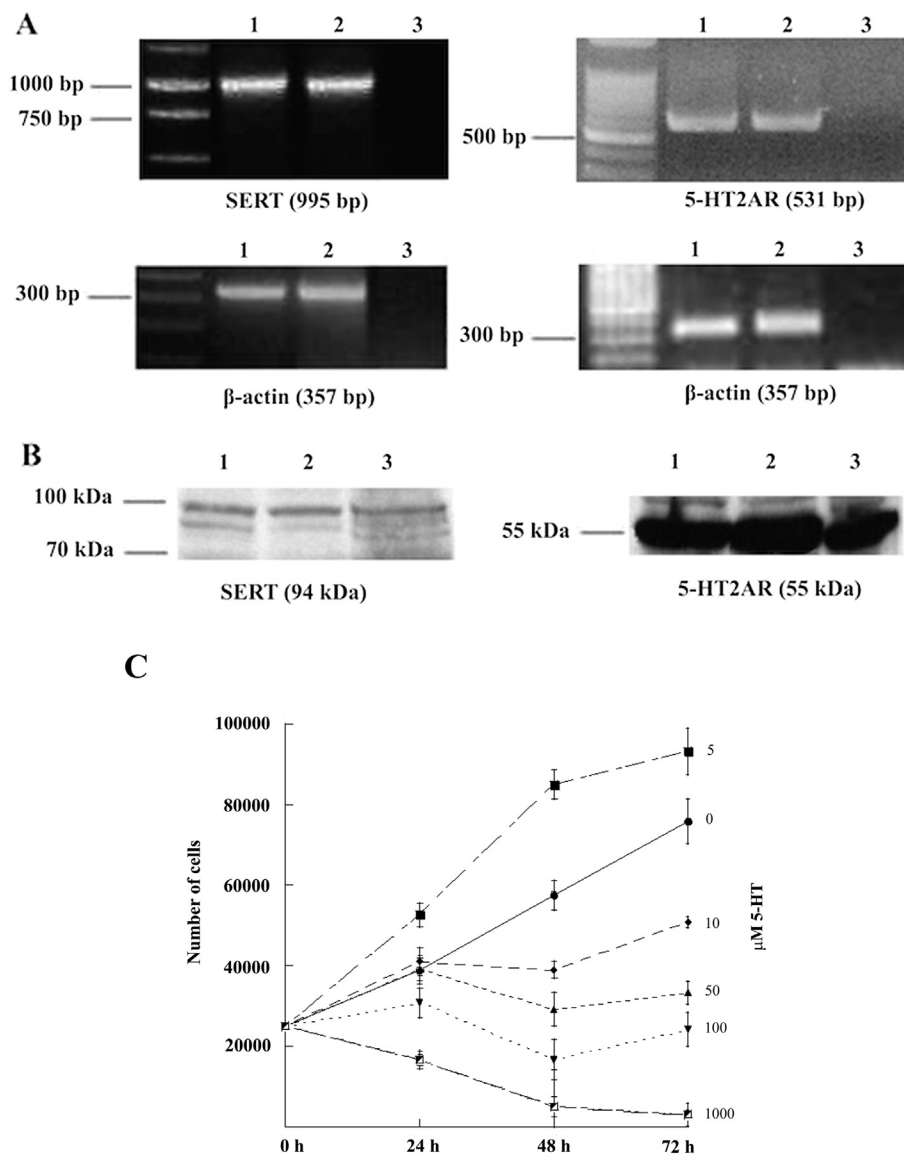 A
1 2 3
1000 bp
750 bp
SERT (995 bp)
1 2 3
500 bp
5-HT2AR (531 bp)
1 2 3
300 bp
β-actin (357 bp)
1 2 3
300 bp
β-actin (357 bp)
B
1 2 3
100 kDa
70 kDa
SERT (94 kDa)
1 2 3
55 kDa
5-HT2AR (55 kDa)
C
Number of cells
100000
80000
60000
40000
20000
0 h 24 h 48 h 72 h
5
0
10
50
100
1000
μM 5-HT